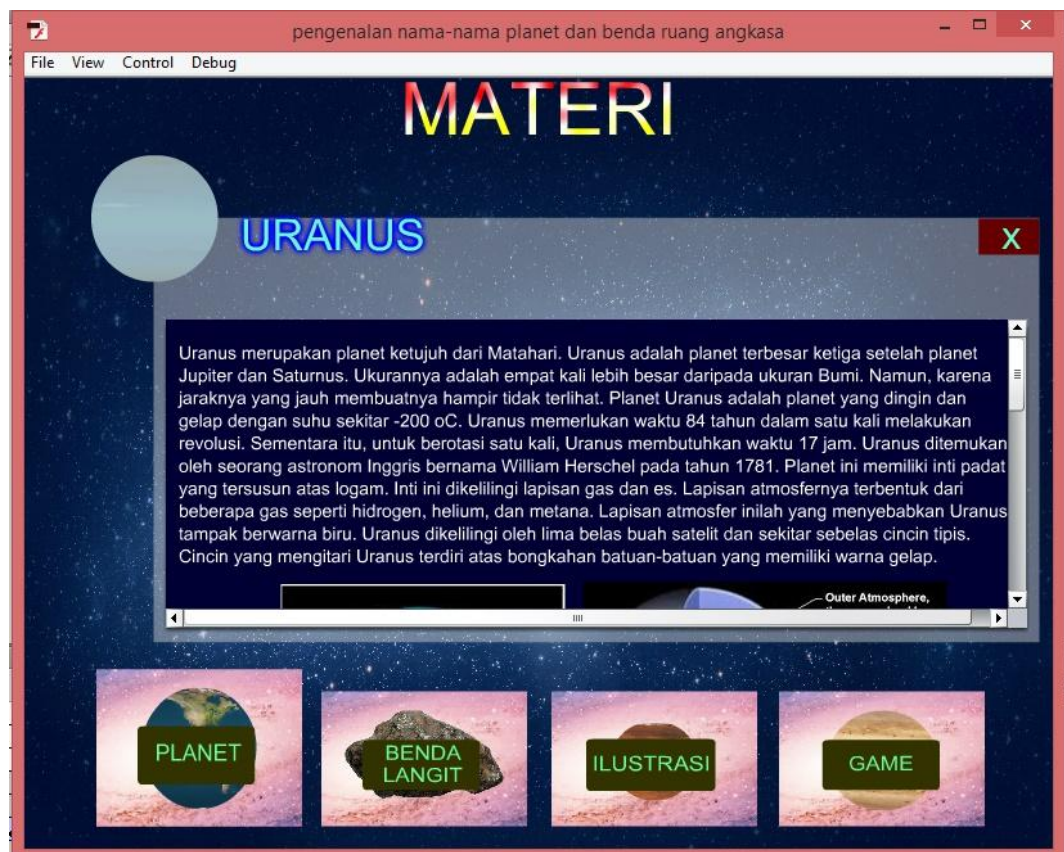 pengenalan nama-nama planet dan benda ruang angkasa
File View Control Debug
MATERI
URANUS
X
Uranus merupakan planet ketujuh dari Matahari. Uranus adalah planet terbesar ketiga setelah planet
Jupiter dan Saturnus. Ukurannya adalah empat kali lebih besar daripada ukuran Bumi. Namun, karena
jaraknya yang jauh membuatnya hampir tidak terlihat. Planet Uranus adalah planet yang dingin dan
gelap dengan suhu sekitar -200 oC. Uranus memerlukan waktu 84 tahun dalam satu kali melakukan
revolusi. Sementara itu, untuk berotasi satu kali, Uranus membutuhkan waktu 17 jam. Uranus ditemukan
oleh seorang astronom Inggris bernama William Herschel pada tahun 1781. Planet ini memiliki inti padat
yang tersusun atas logam. Inti ini dikelilingi lapisan gas dan es. Lapisan atmosfernya terbentuk dari
beberapa gas seperti hidrogen, helium, dan metana. Lapisan atmosfer inilah yang menyebabkan Uranus
tampak berwarna biru. Uranus dikelilingi oleh lima belas buah satelit dan sekitar sebelas cincin tipis.
Cincin yang mengitari Uranus terdiri atas bongkahan batuan-batuan yang memiliki warna gelap.
Outer Atmosphere,
PLANET
BENDA
LANGIT
ILUSTRASI
GAME